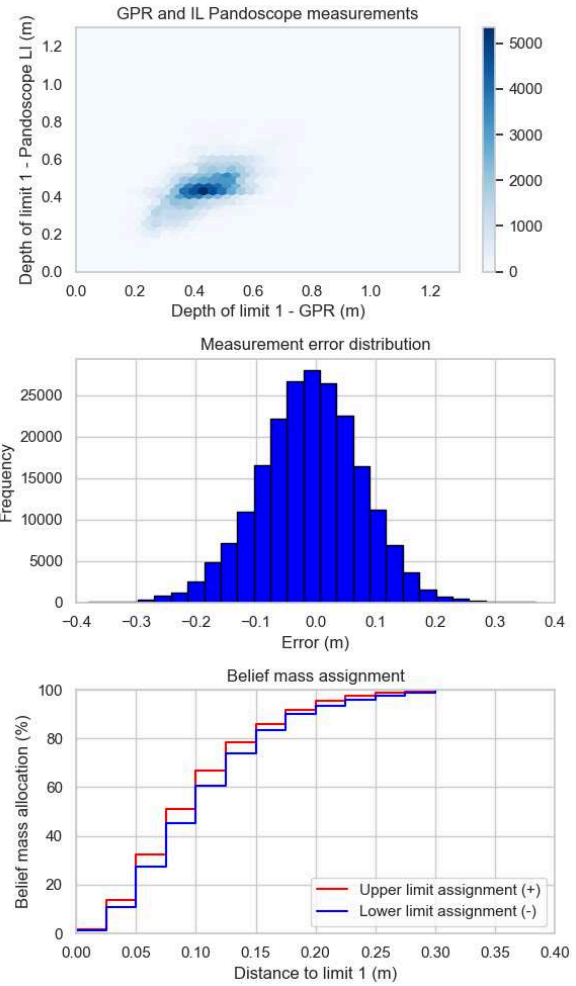 GPR and IL Pandoscope measurements
Depth of limit 1 - Pandoscope LI (m)
1.2
1.0
0.8
0.6
0.4
0.2
0.0
0.0 0.2 0.4 0.6 0.8 1.0 1.2
Depth of limit 1 - GPR (m)
5000
4000
3000
2000
1000
0
Measurement error distribution
Frequency
25000
20000
15000
10000
5000
0
−0.4 −0.3 −0.2 −0.1 0.0 0.1 0.2 0.3 0.4
Error (m)
Belief mass assignment
Belief mass allocation (%)
100
80
60
40
20
0
Upper limit assignment (+)
Lower limit assignment (-)
0.00 0.05 0.10 0.15 0.20 0.25 0.30 0.35 0.40
Distance to limit 1 (m)